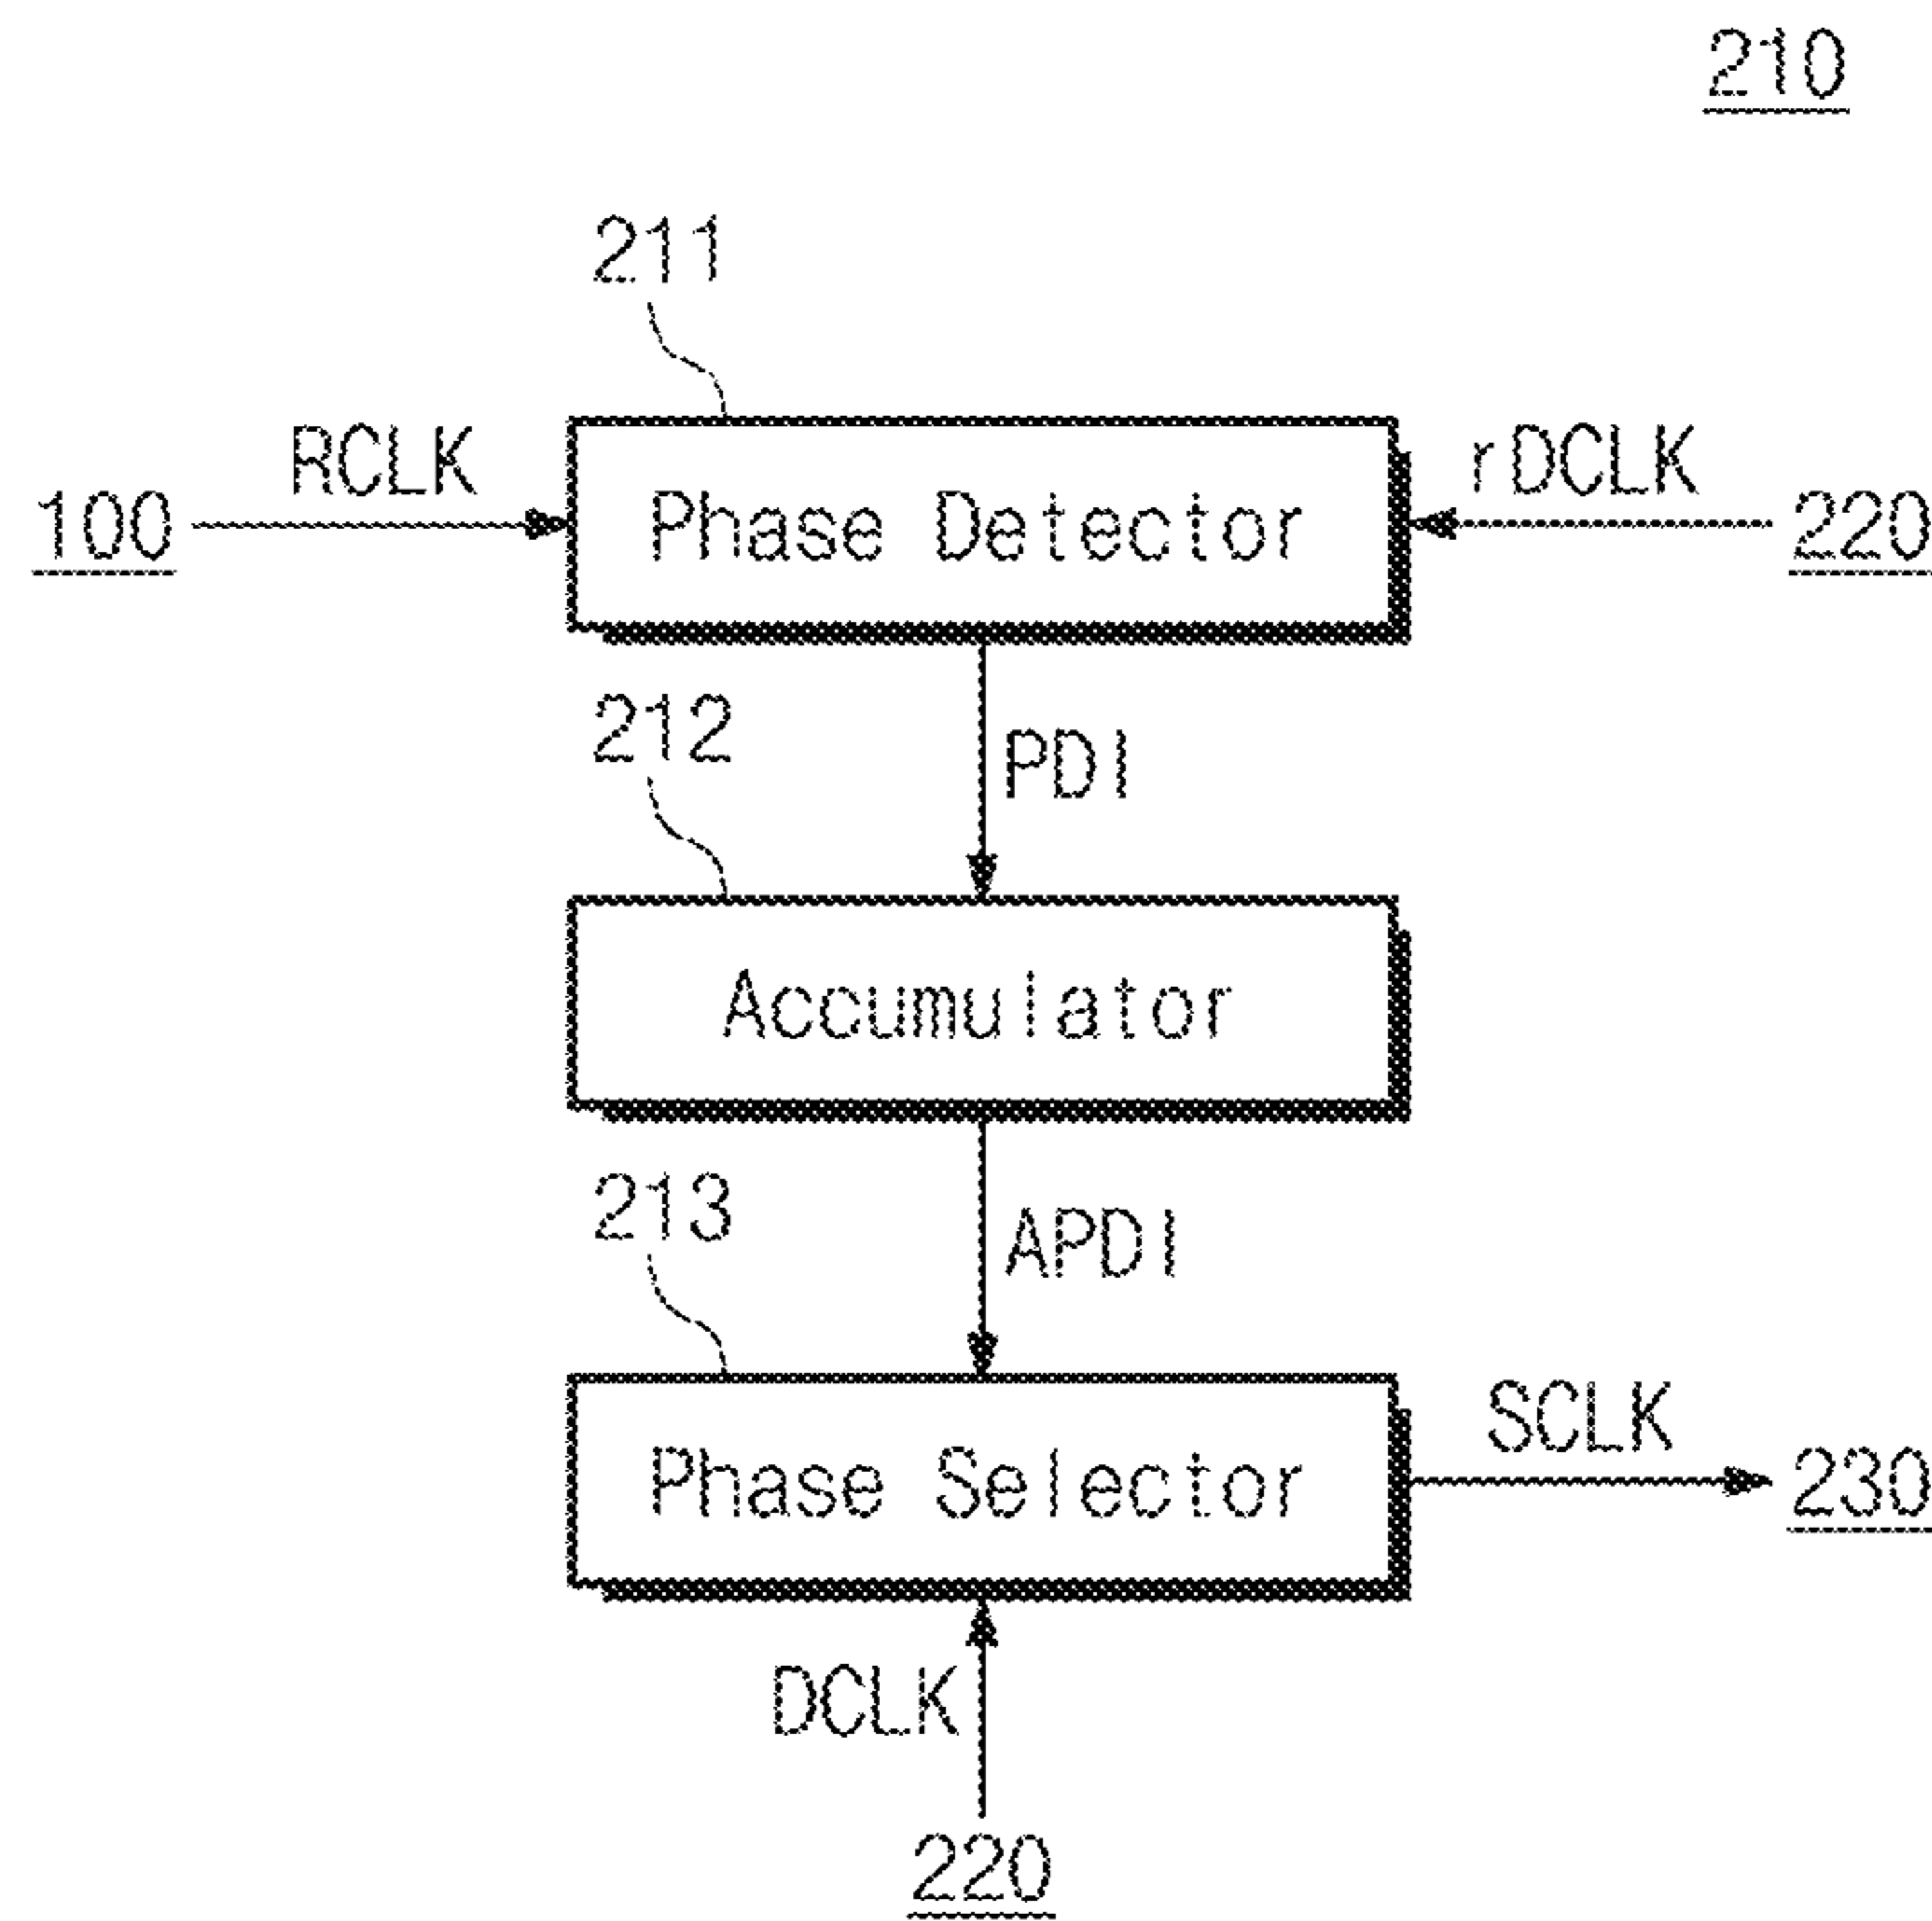 210
211
RCLK
rDCLK
100
Phase Detector
220
212
PDI
Accumulator
213
APDI
SCLK
Phase Selector
230
DCLK
220